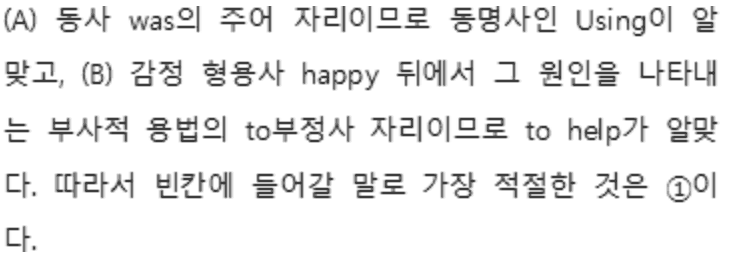 (A) 동사 was의 주어 자리이므로 동명사인 Using이 알
맞고, (B) 감정 형용사 happy 뒤에서 그 원인을 나타내
는 부사적 용법의 to부정사 자리이므로 to help가 알맞
다. 따라서 빈칸에 들어갈 말로 가장 적절한 것은 ①이
다.